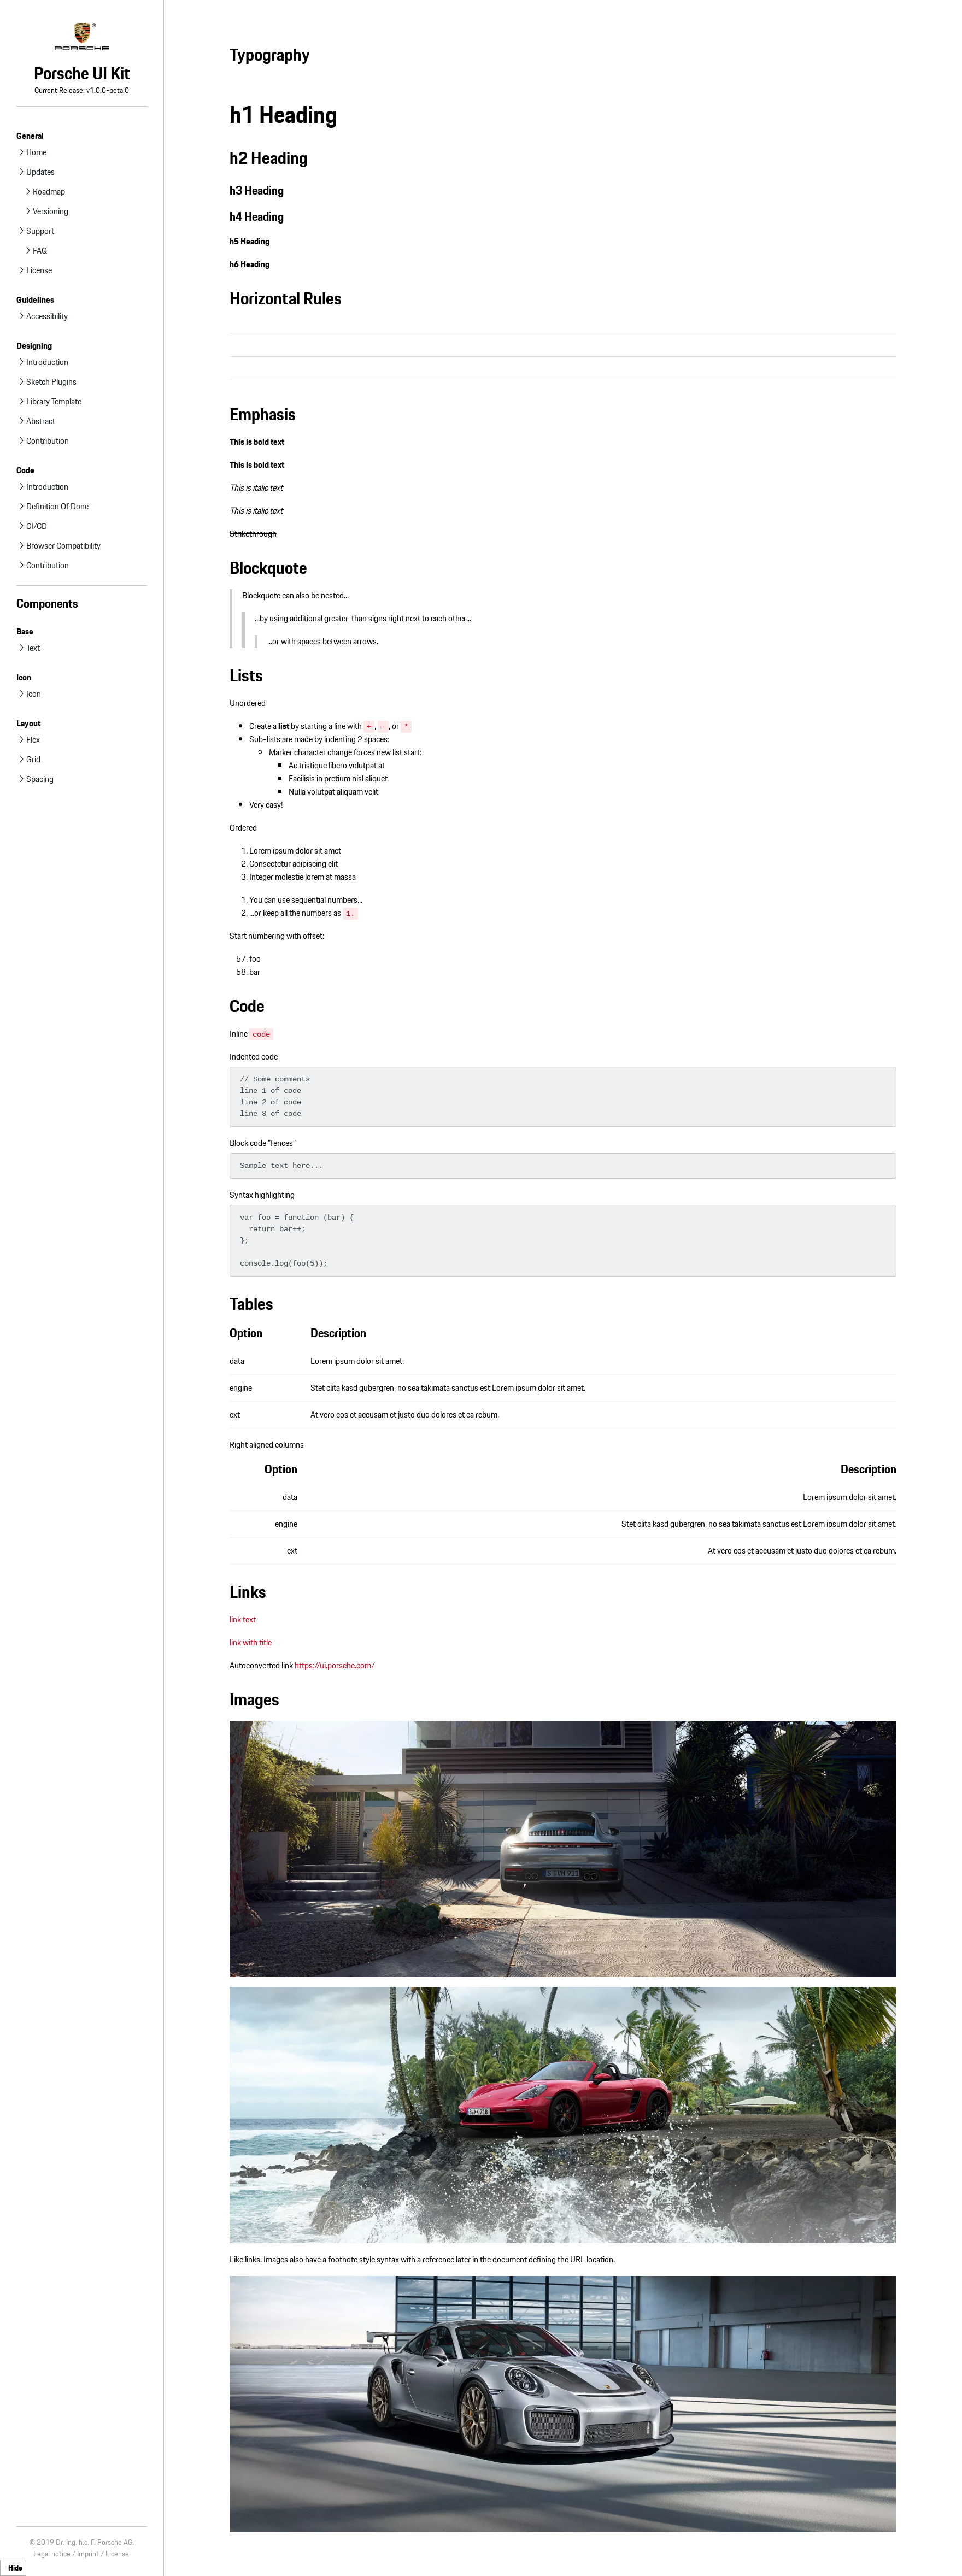 PORSCHE
Porsche UI Kit
Current Release: v1.0.0-beta.0
General
Home
Updates
Roadmap
Versioning
Support
FAQ
License
Guidelines
Accessibility
Designing
Introduction
Sketch Plugins
Library Template
Abstract
Contribution
Code
Introduction
Definition Of Done
CI/CD
Browser Compatibility
Contribution
Components
Base
Text
Icon
Icon
Layout
Flex
Grid
Spacing
© 2019 Dr. Ing. h.c. F. Porsche AG.
Legal notice / Imprint / License.
- Hide
Typography
h1 Heading
h2 Heading
h3 Heading
h4 Heading
h5 Heading
h6 Heading
Horizontal Rules
Emphasis
This is bold text
This is bold text
This is italic text
This is italic text
Strikethrough
Blockquote
Blockquote can also be nested...
...by using additional greater-than signs right next to each other...
...or with spaces between arrows.
Lists
Unordered
Create a list by starting a line with +, -, or *
Sub-lists are made by indenting 2 spaces:
Marker character change forces new list start:
Ac tristique libero volutpat at
Facilisis in pretium nisl aliquet
Nulla volutpat aliquam velit
Very easy!
Ordered
1. Lorem ipsum dolor sit amet
2. Consectetur adipiscing elit
3. Integer molestie lorem at massa
1. You can use sequential numbers...
2. ...or keep all the numbers as 1.
Start numbering with offset:
57. foo
58. bar
Code
Inline code
Indented code
// Some comments
line 1 of code
line 2 of code
line 3 of code
Block code "fences"
Sample text here...
Syntax highlighting
var foo = function (bar) {
  return bar++;
};
console.log(foo(5));
Tables
Option Description
data Lorem ipsum dolor sit amet.
engine Stet clita kasd gubergren, no sea takimata sanctus est Lorem ipsum dolor sit amet.
ext At vero eos et accusam et justo duo dolores et ea rebum.
Right aligned columns
Option Description
data Lorem ipsum dolor sit amet.
engine Stet clita kasd gubergren, no sea takimata sanctus est Lorem ipsum dolor sit amet.
ext At vero eos et accusam et justo duo dolores et ea rebum.
Links
link text
link with title
Autoconverted link https://ui.porsche.com/
Images
Like links, Images also have a footnote style syntax with a reference later in the document defining the URL location.